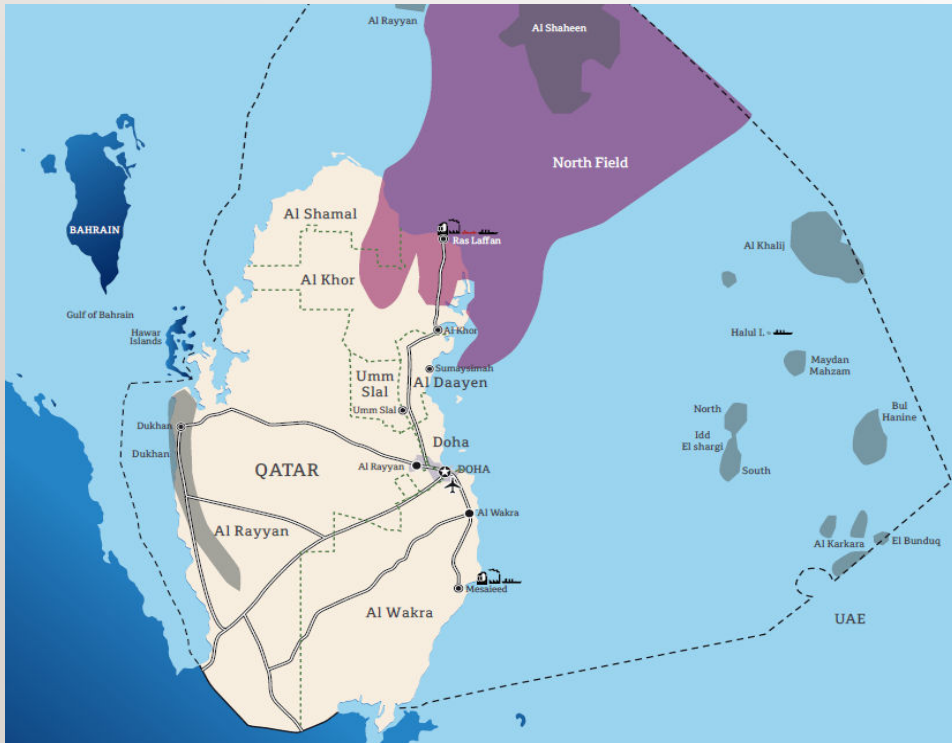 Al Rayyan
Al Shaheen
North Field
BAHRAIN
Al Shamal
Ras Laffan
Al Khalij
Al Khor
Gulf of Bahrain
Hawar
Islands
Al Khor
Halul I.
Sumaysimah
Maydan
Mahzam
Umm
Slal
Al Daayen
Umm Slal
North
Bul
Hanine
Dukhan
Doha
Idd
El shargi
Dukhan
QATAR
Al Rayyan
DOHA
South
Al Wakra
Al Rayyan
Al Karkara
El Bunduq
Mesaieed
Al Wakra
UAE